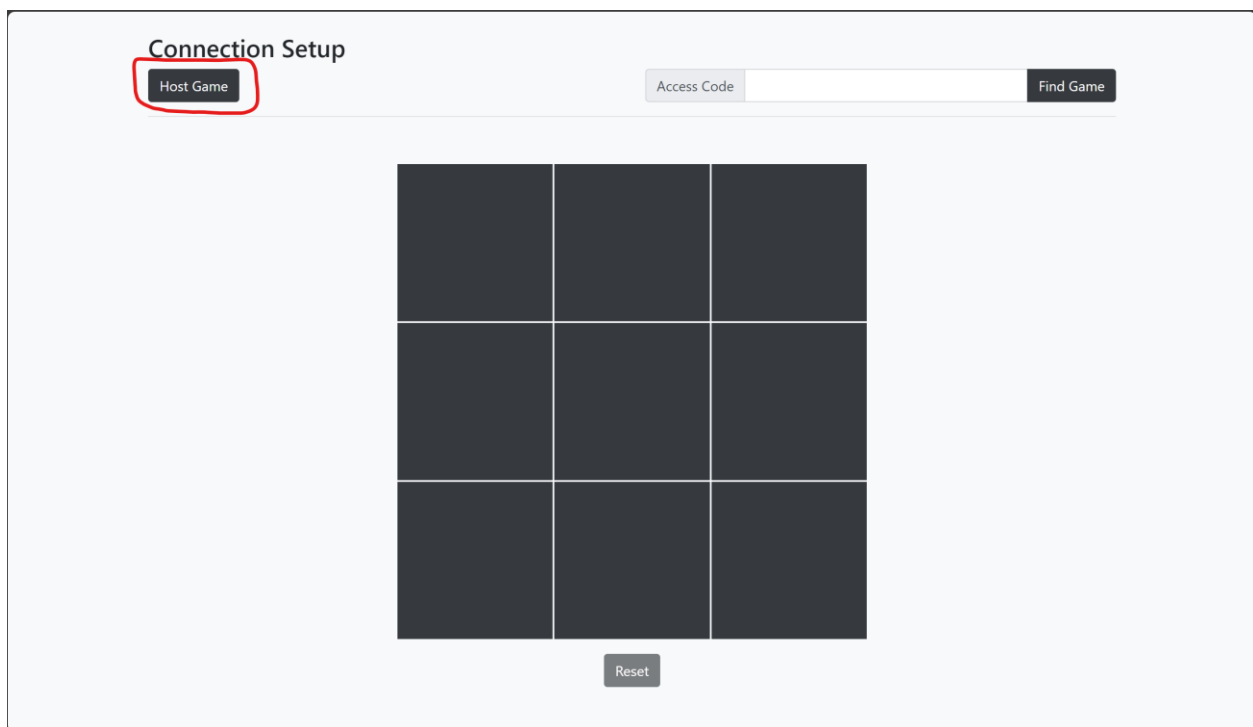 Connection Setup
Host Game
Access Code
Find Game
Reset